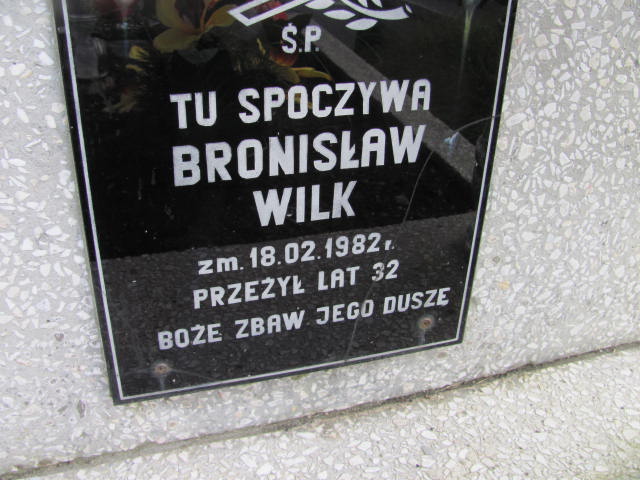 Ś.P.
TU SPOCZYWA
BRONISŁAW
WILK
zm. 18.02.1982 r.
PRZEŻYŁ LAT 32
BOŻE ZBAW JEGO DUSZE